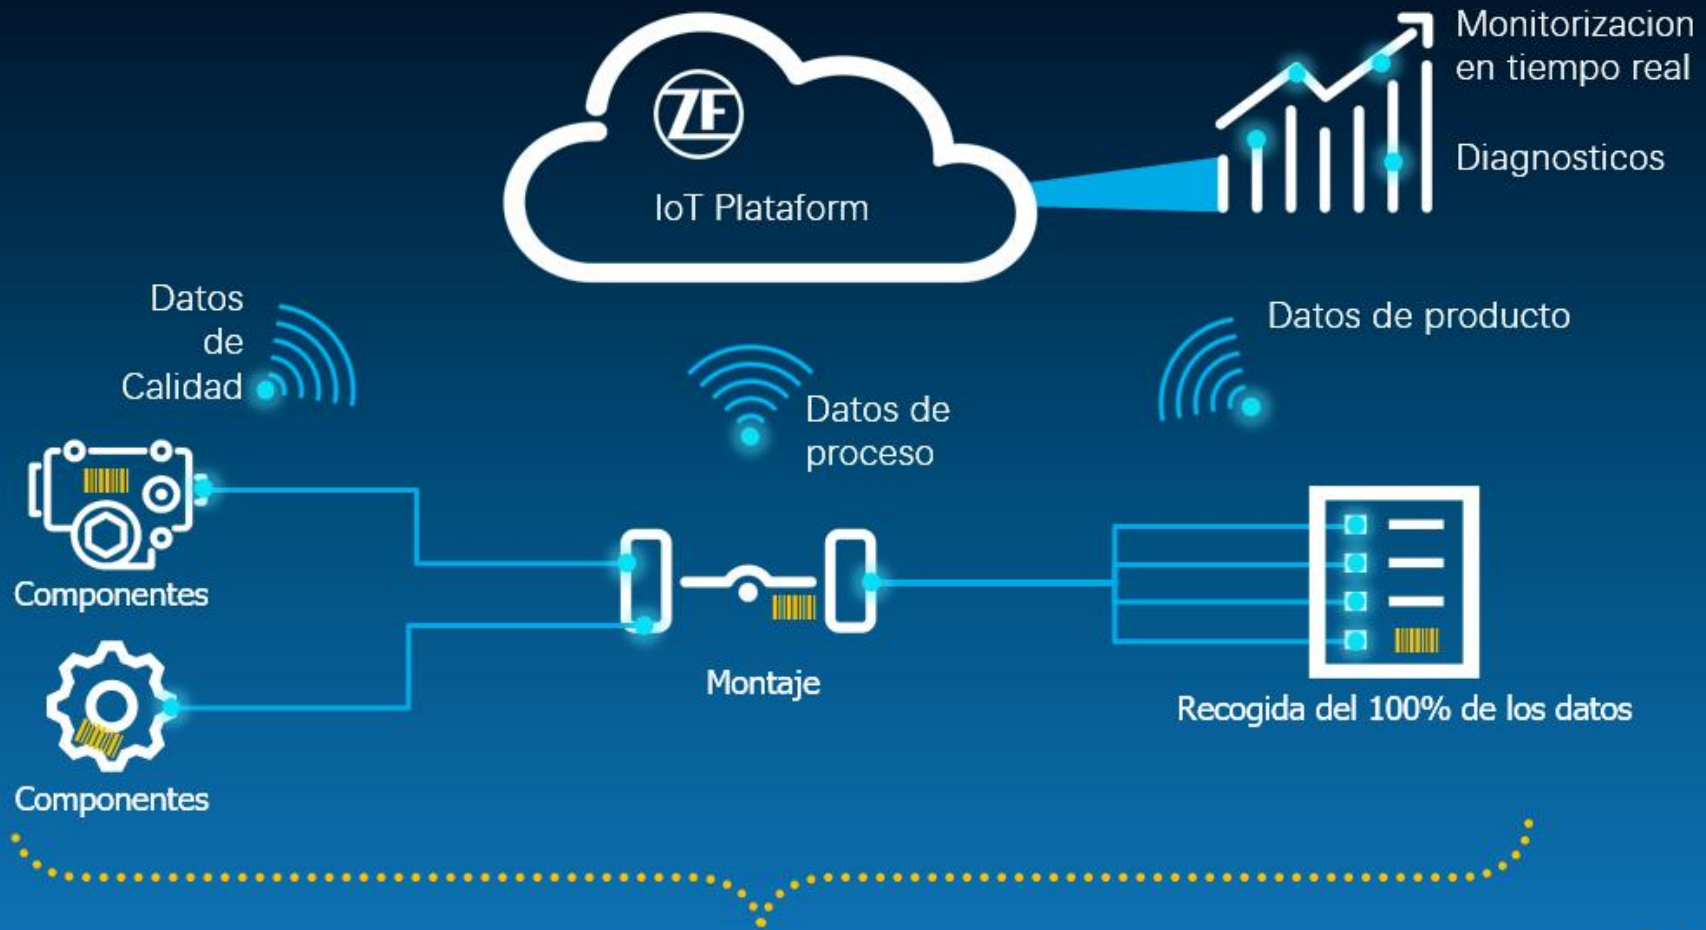 Monitorizacion
en tiempo real
Diagnosticos
ZF
IoT Plataform
Datos
de
Calidad
Datos de
proceso
Datos de producto
Componentes
Componentes
Montaje
Recogida del 100% de los datos